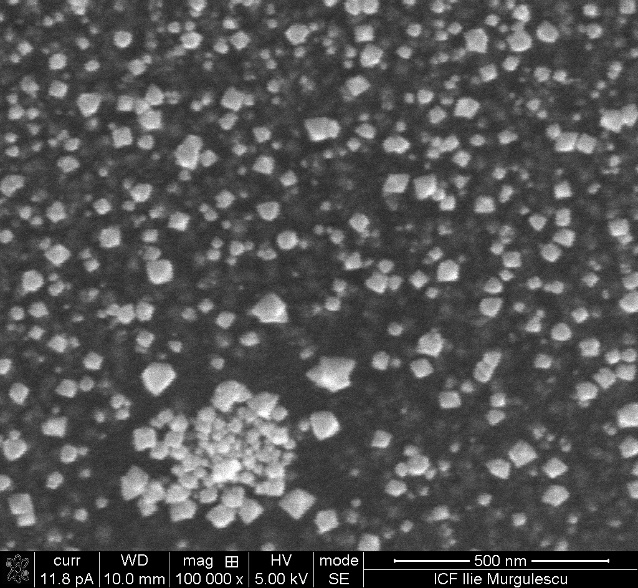 curr WD mag HV mode 500 nm
11.8 pA 10.0 mm 100 000 x 5.00 kV SE ICF Ilie Murgulescu